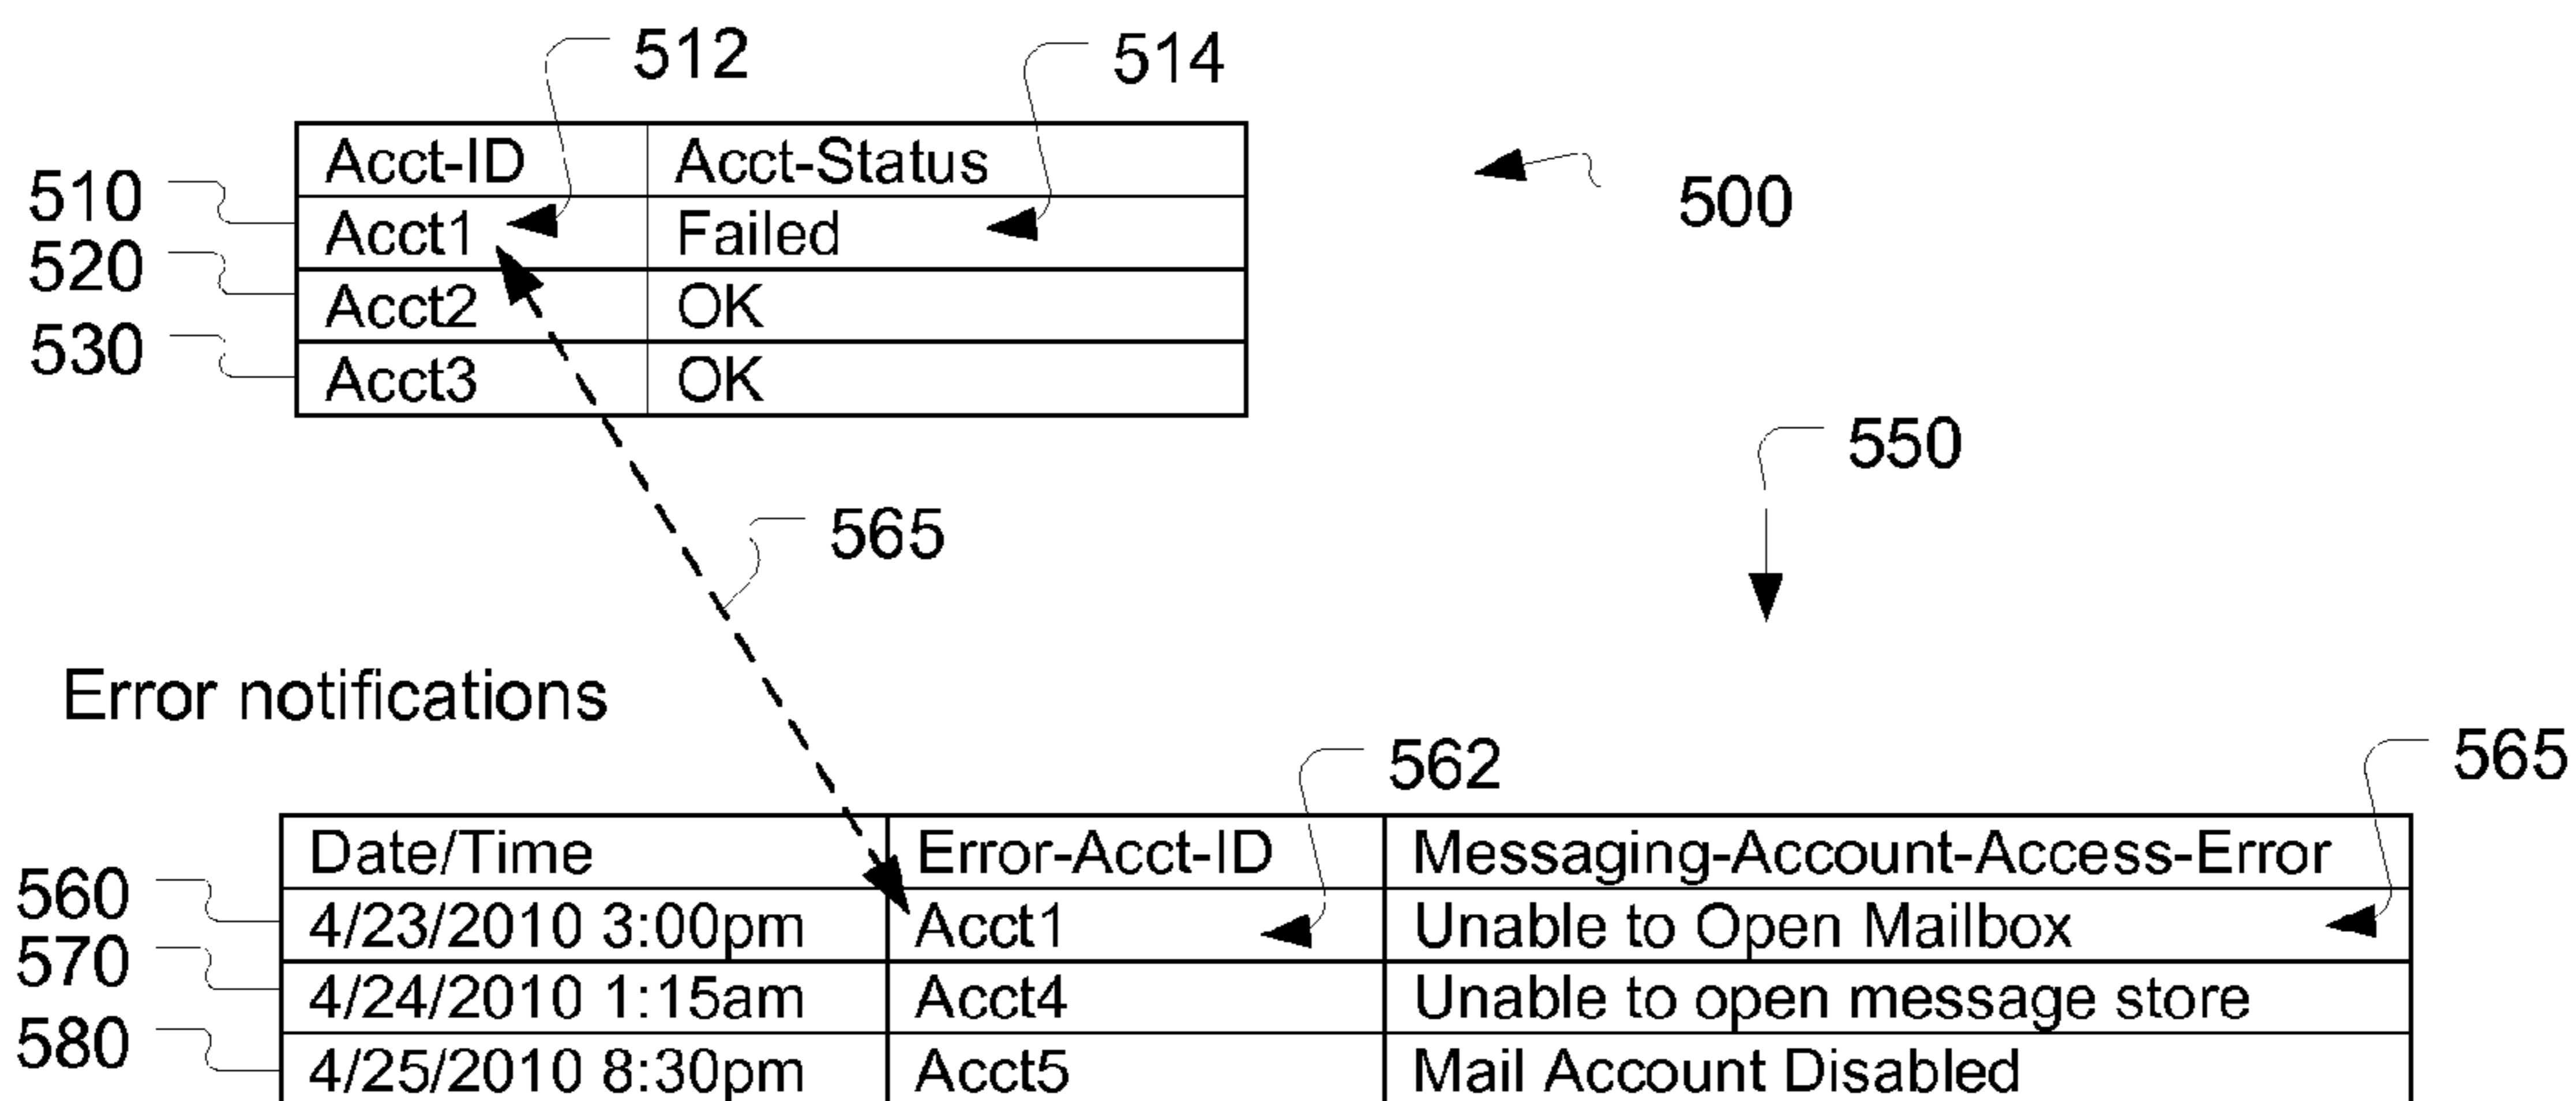 512
514
Acct-ID Acct-Status
500
510 Acct1 Failed
520 Acct2 OK
530 Acct3 OK
550
565
Error notifications
562
565
Date/Time Error-Acct-ID Messaging-Account-Access-Error
560 4/23/2010 3:00pm Acct1 Unable to Open Mailbox
570 4/24/2010 1:15am Acct4 Unable to open message store
580 4/25/2010 8:30pm Acct5 Mail Account Disabled